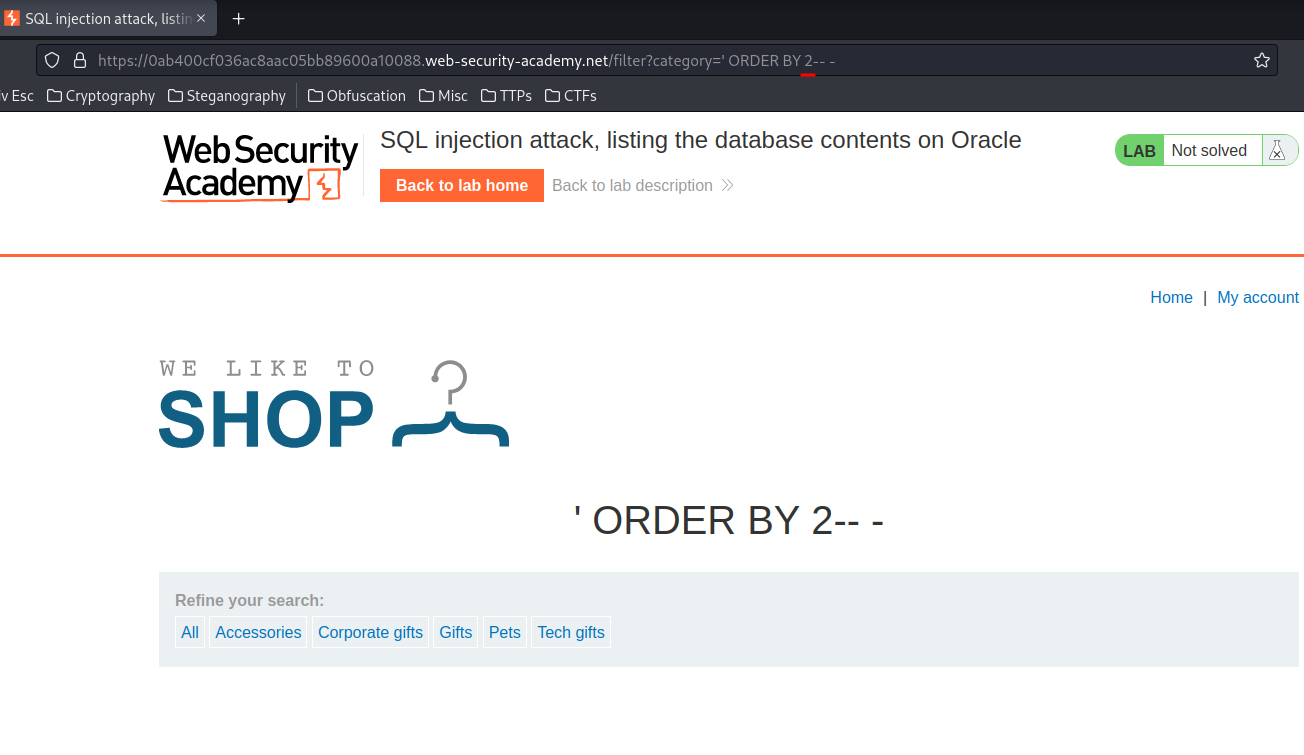 SQL injection attack, listin
https://0ab400cf036ac8aac05bb89600a10088.web-security-academy.net/filter?category=' ORDER BY 2-- -
iv Esc Cryptography Steganography Obfuscation Misc TTPs CTFs
WebSecurity
Academy
SQL injection attack, listing the database contents on Oracle
Back to lab home Back to lab description
LAB Not solved
Home | My account
WE LIKE TO
SHOP
' ORDER BY 2-- -
Refine your search:
All Accessories Corporate gifts Gifts Pets Tech gifts